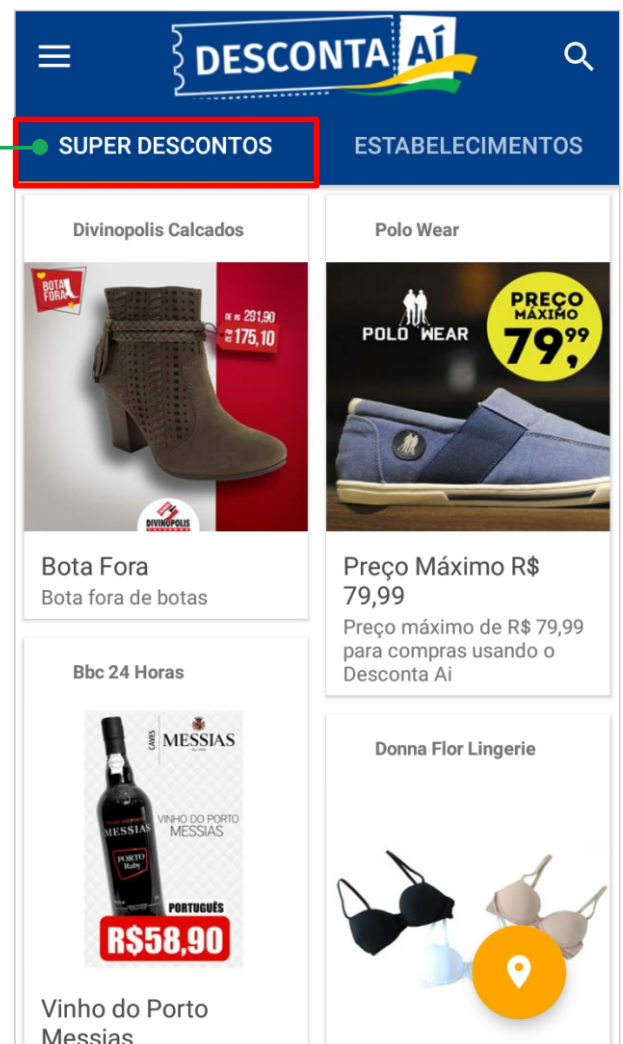 DESCONTA AÍ
SUPER DESCONTOS
ESTABELECIMENTOS
Divinopolis Calcados
BOTA
FORA
DE R$ 291,90
POR R$ 175,10
DIVINÓPOLIS
Bota Fora
Bota fora de botas
Polo Wear
POLO WEAR
PREÇO
MÁXIMO
79,99
Preço Máximo R$
79,99
Preço máximo de R$ 79,99
para compras usando o
Desconta Ai
Bbc 24 Horas
CAVES
MESSIAS
VINHO DO PORTO
MESSIAS
MESSIAS
PORTO
Ruby
PORTUGUÊS
R$58,90
Vinho do Porto
Messias
Donna Flor Lingerie